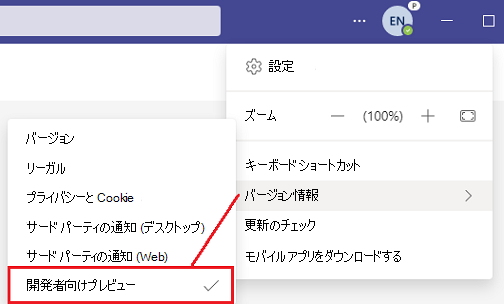 P
EN
設定
ズーム
(100%)
キーボード ショートカット
バージョン情報
更新のチェック
モバイル アプリをダウンロードする
バージョン
リーガル
プライバシーと Cookie
サード パーティの通知 (デスクトップ)
サード パーティの通知 (Web)
開発者向けプレビュー